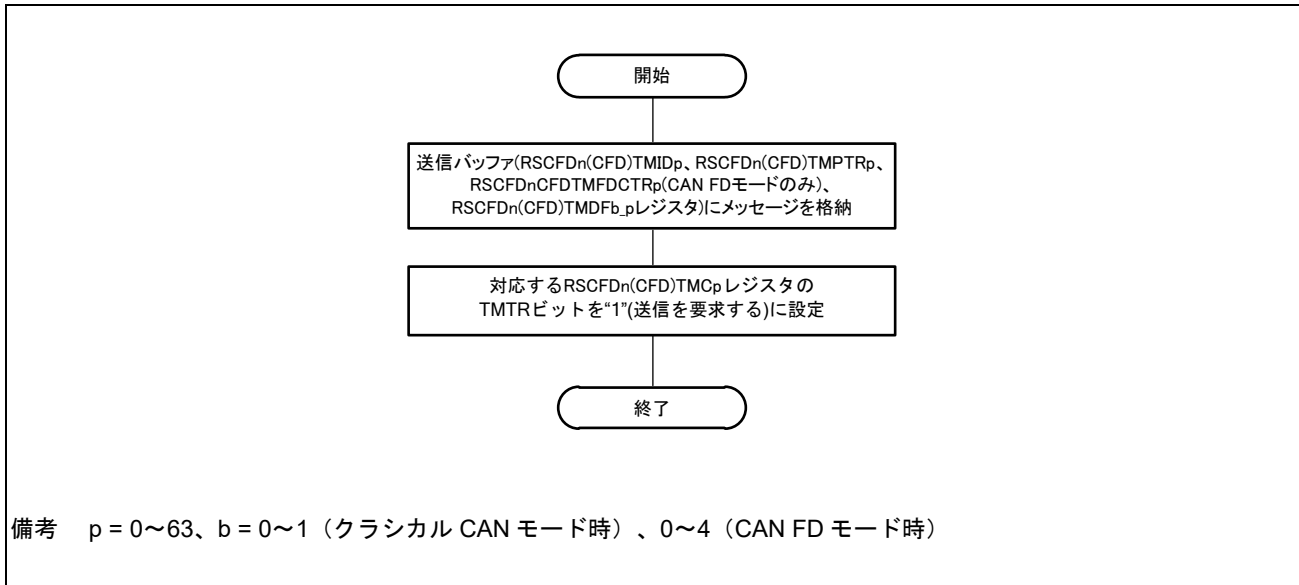 開始
送信バッファ(RSCFDn(CFD)TMIDp、RSCFDn(CFD)TMPTRp、
RSCFDnCFDTMFDCTRp(CAN FDモードのみ)、
RSCFDn(CFD)TMDFb_pレジスタ)にメッセージを格納
対応するRSCFDn(CFD)TMCpレジスタの
TMTRビットを“1”(送信を要求する)に設定
終了
備考 p = 0～63、b = 0～1（クラシカル CAN モード時）、0～4（CAN FD モード時）